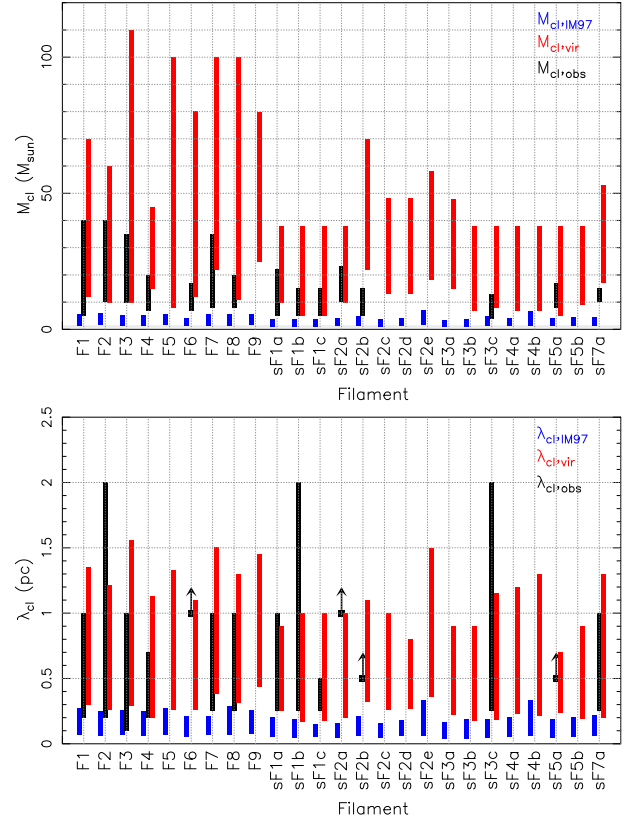 M_cl,IM97
M_cl,vir
M_cl,obs
100
50
0
M_cl (M_sun)
F1 F2 F3 F4 F5 F6 F7 F8 F9 sF1a sF1b sF1c sF2a sF2b sF2c sF2d sF2e sF3a sF3b sF3c sF4a sF4b sF5a sF5b sF7a
Filament
λ_cl,IM97
λ_cl,vir
λ_cl,obs
2.5
2
1.5
1
0.5
0
λ_cl (pc)
F1 F2 F3 F4 F5 F6 F7 F8 F9 sF1a sF1b sF1c sF2a sF2b sF2c sF2d sF2e sF3a sF3b sF3c sF4a sF4b sF5a sF5b sF7a
Filament